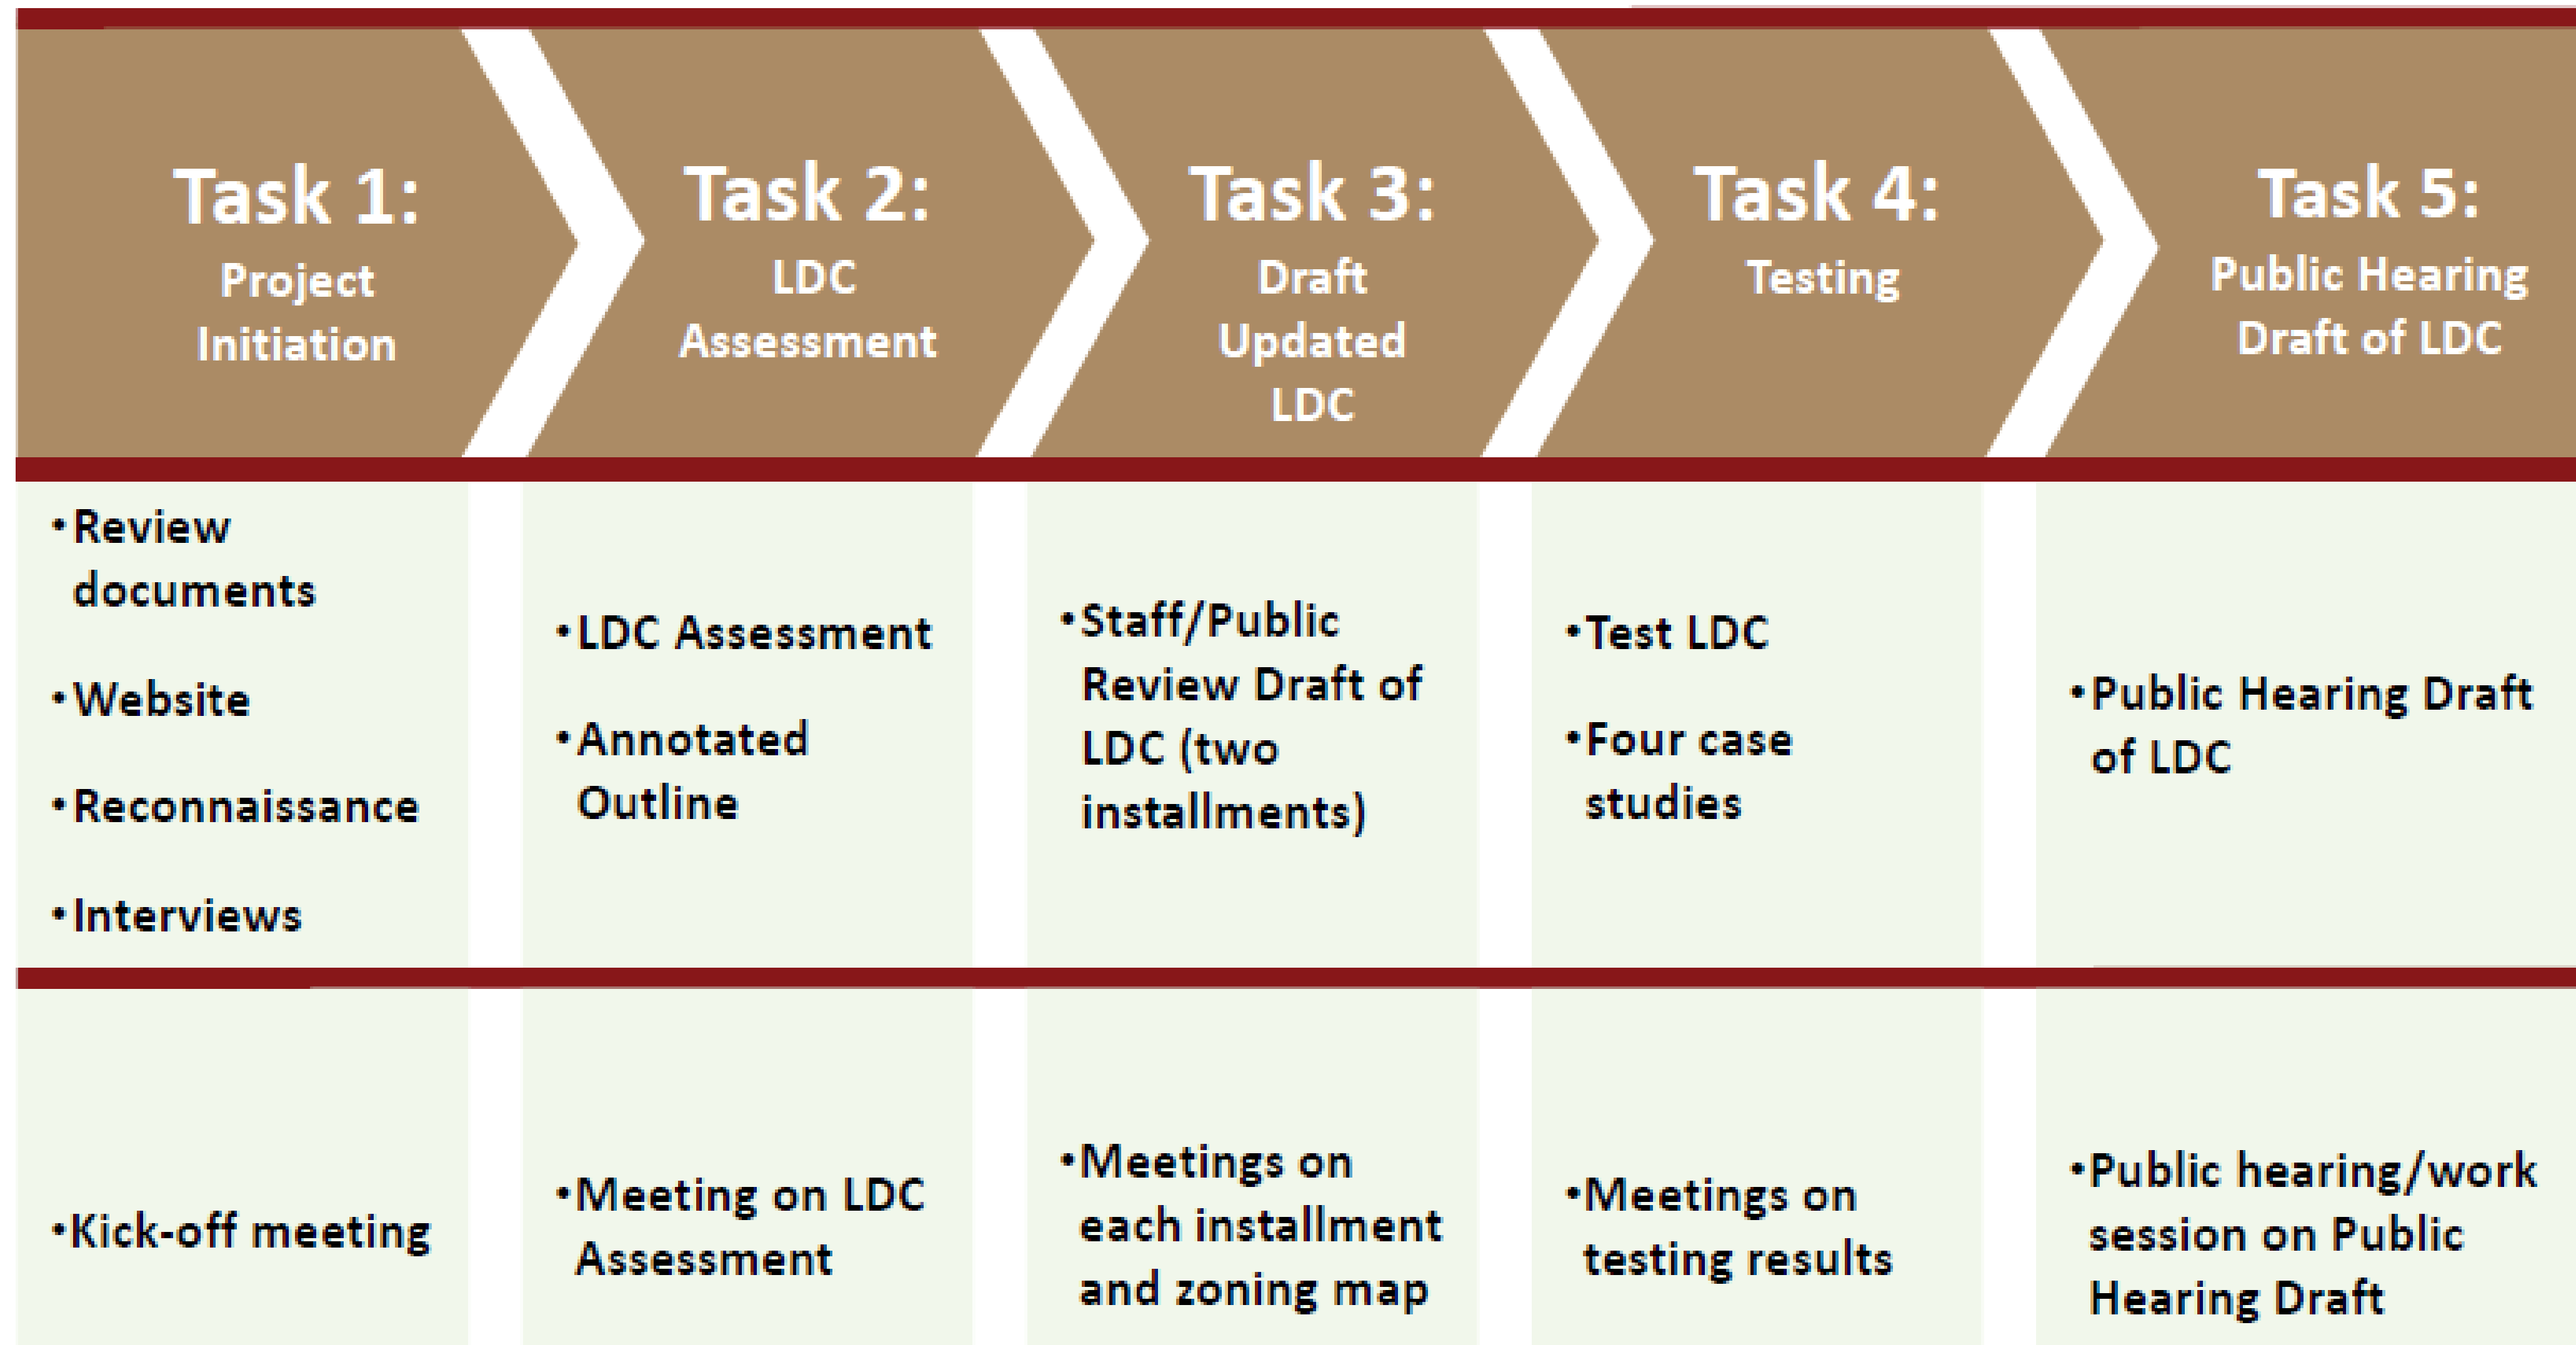 Task 1:
Project
Initiation
Task 2:
LDC
Assessment
Task 3:
Draft
Updated
LDC
Task 4:
Testing
Task 5:
Public Hearing
Draft of LDC
•Review
documents
•Website
•Reconnaissance
•Interviews
•LDC Assessment
•Annotated
Outline
•Staff/Public
Review Draft of
LDC (two
installments)
•Test LDC
•Four case
studies
•Public Hearing Draft
of LDC
•Kick-off meeting
•Meeting on LDC
Assessment
•Meetings on
each installment
and zoning map
•Meetings on
testing results
•Public hearing/work
session on Public
Hearing Draft